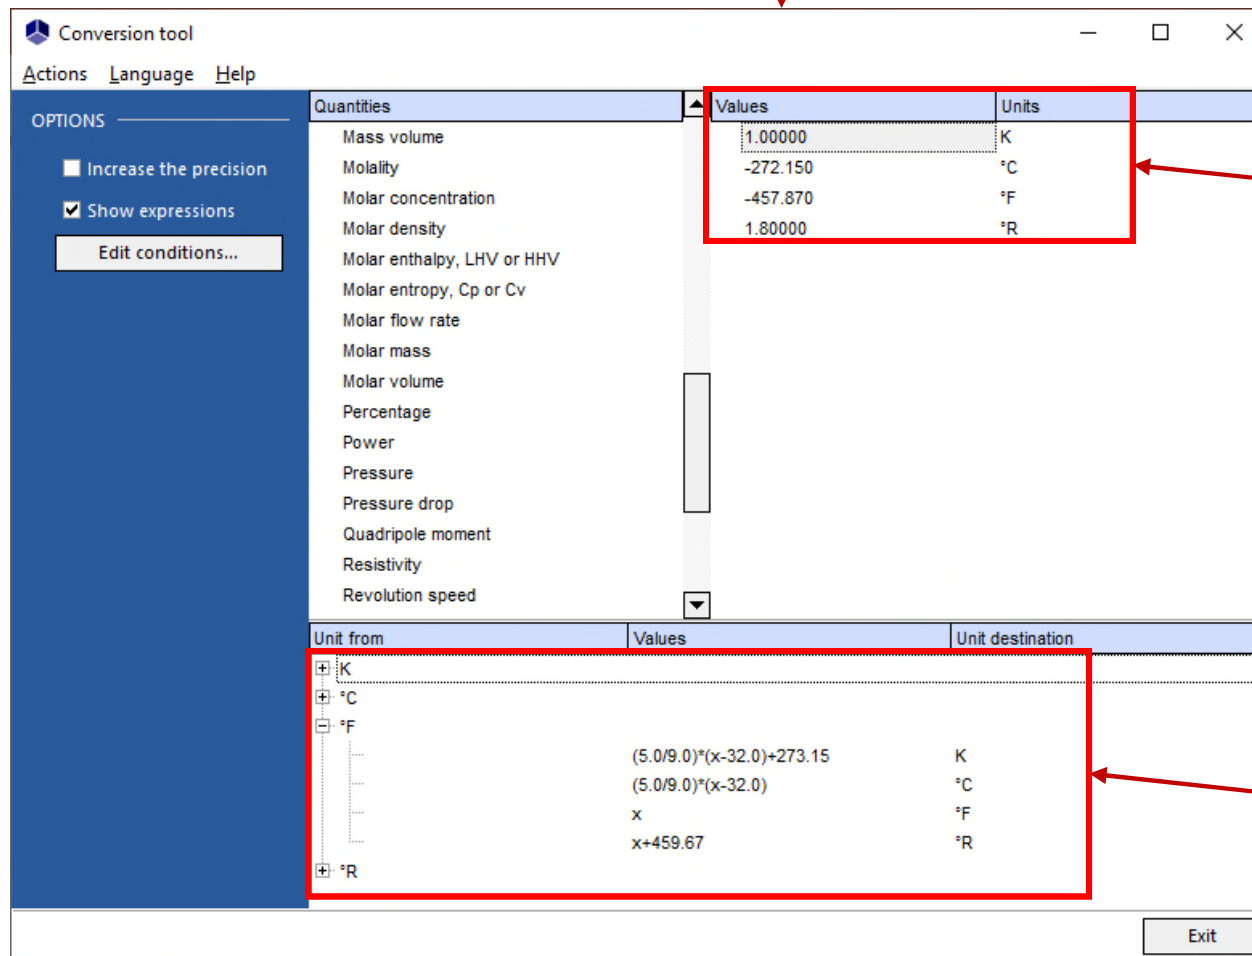 Conversion tool
Actions Language Help
OPTIONS
Increase the precision
Show expressions
Edit conditions...
Quantities
Mass volume
Molality
Molar concentration
Molar density
Molar enthalpy, LHV or HHV
Molar entropy, Cp or Cv
Molar flow rate
Molar mass
Molar volume
Percentage
Power
Pressure
Pressure drop
Quadripole moment
Resistivity
Revolution speed
Values Units
1.00000 K
-272.150 °C
-457.870 °F
1.80000 °R
Unit from Values Unit destination
K
°C
°F
(5.0/9.0)*(x-32.0)+273.15 K
(5.0/9.0)*(x-32.0) °C
x °F
x+459.67 °R
°R
Exit